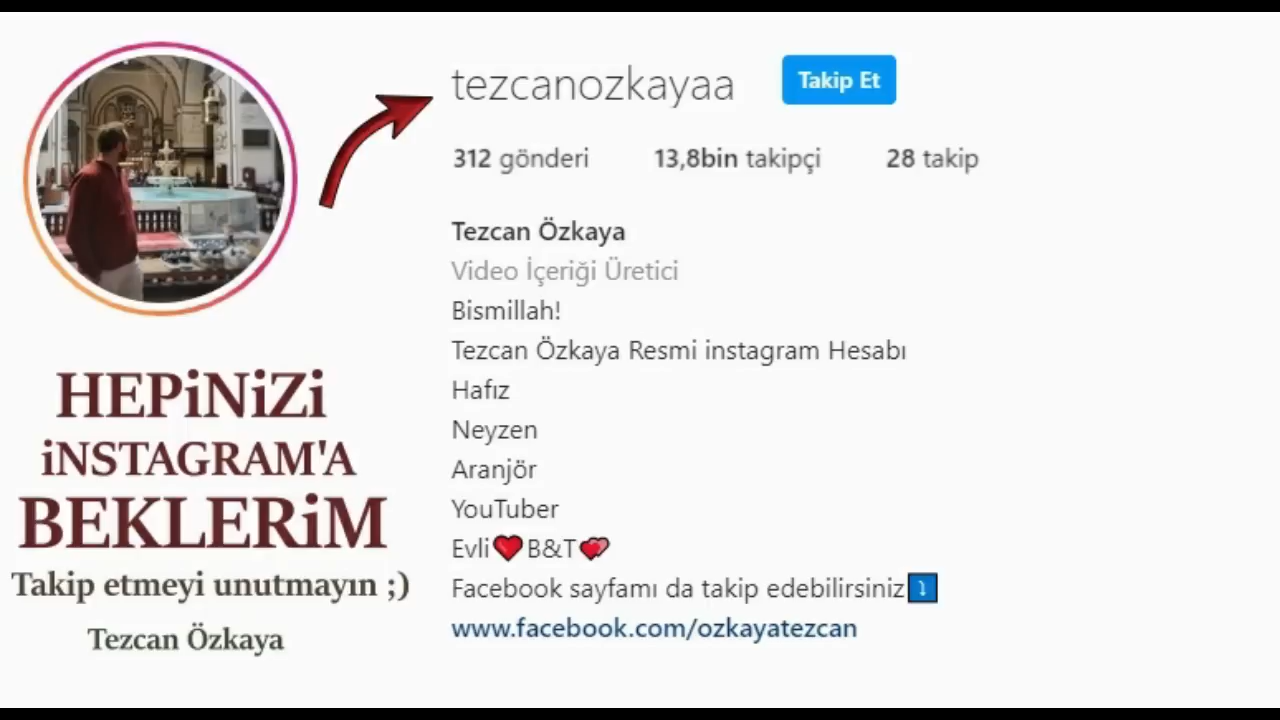 tezcanozkayaa Takip Et
312 gönderi 13,8bin takipçi 28 takip
Tezcan Özkaya
Video İçeriği Üretici
Bismillah!
Tezcan Özkaya Resmi instagram Hesabı
Hafız
Neyzen
Aranjör
YouTuber
Evli❤️B&T💕
Facebook sayfamı da takip edebilirsiniz⤵️
www.facebook.com/ozkayatezcan
HEPiNiZi
iNSTAGRAM'A
BEKLERiM
Takip etmeyi unutmayın ;)
Tezcan Özkaya